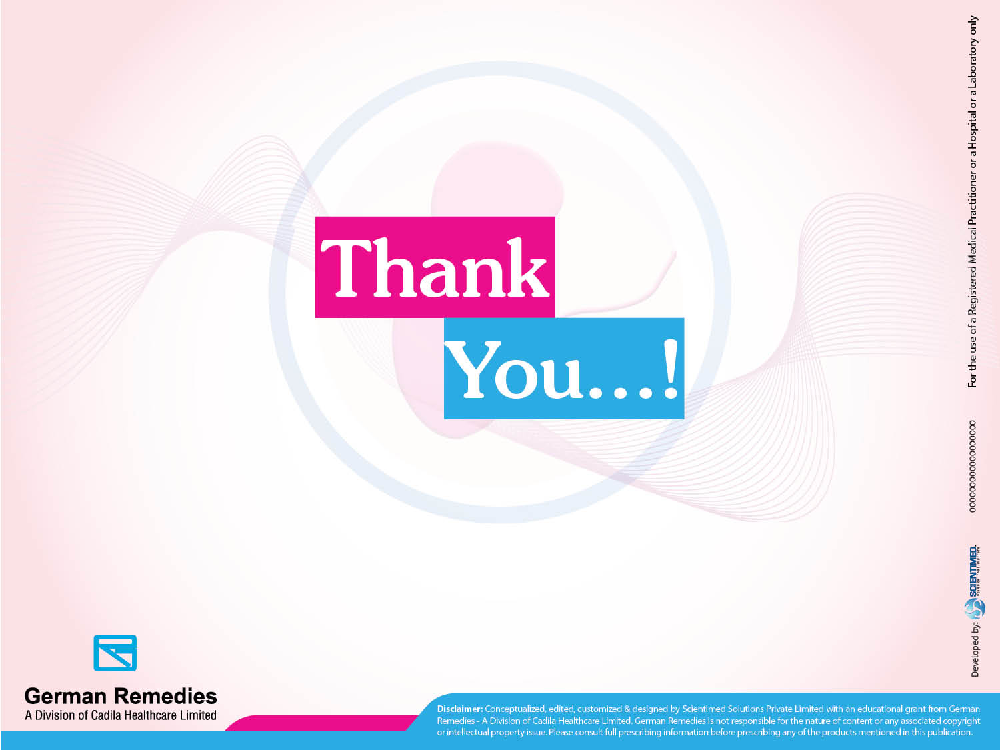 Thank
You...!
German Remedies
A Division of Cadila Healthcare Limited
Disclaimer: Conceptualized, edited, customized & designed by Scientimed Solutions Private Limited with an educational grant from German
Remedies - A Division of Cadila Healthcare Limited. German Remedies is not responsible for the nature of content or any associated copyright
or intellectual property issue. Please consult full prescribing information before prescribing any of the products mentioned in this publication.
Developed by:
SCIENTIMED.
Science that matters
0000000000000000000
For the use of a Registered Medical Practitioner or a Hospital or a Laboratory only